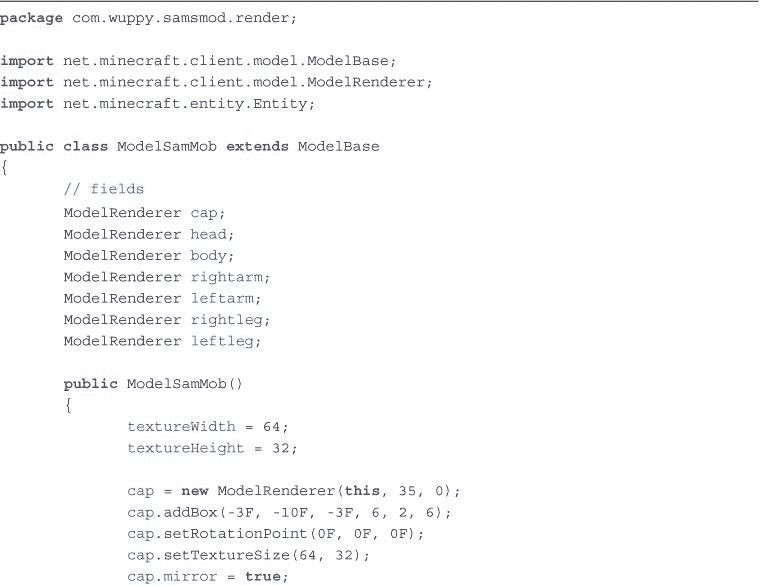 package com.wuppy.samsmod.render;
import net.minecraft.client.model.ModelBase;
import net.minecraft.client.model.ModelRenderer;
import net.minecraft.entity.Entity;
public class ModelSamMob extends ModelBase
{
// fields
ModelRenderer cap;
ModelRenderer head;
ModelRenderer body;
ModelRenderer rightarm;
ModelRenderer leftarm;
ModelRenderer rightleg;
ModelRenderer leftleg;
public ModelSamMob()
{
textureWidth = 64;
textureHeight = 32;
cap = new ModelRenderer(this, 35, 0);
cap.addBox(-3F, -10F, -3F, 6, 2, 6);
cap.setRotationPoint(0F, 0F, 0F);
cap.setTextureSize(64, 32);
cap.mirror = true;